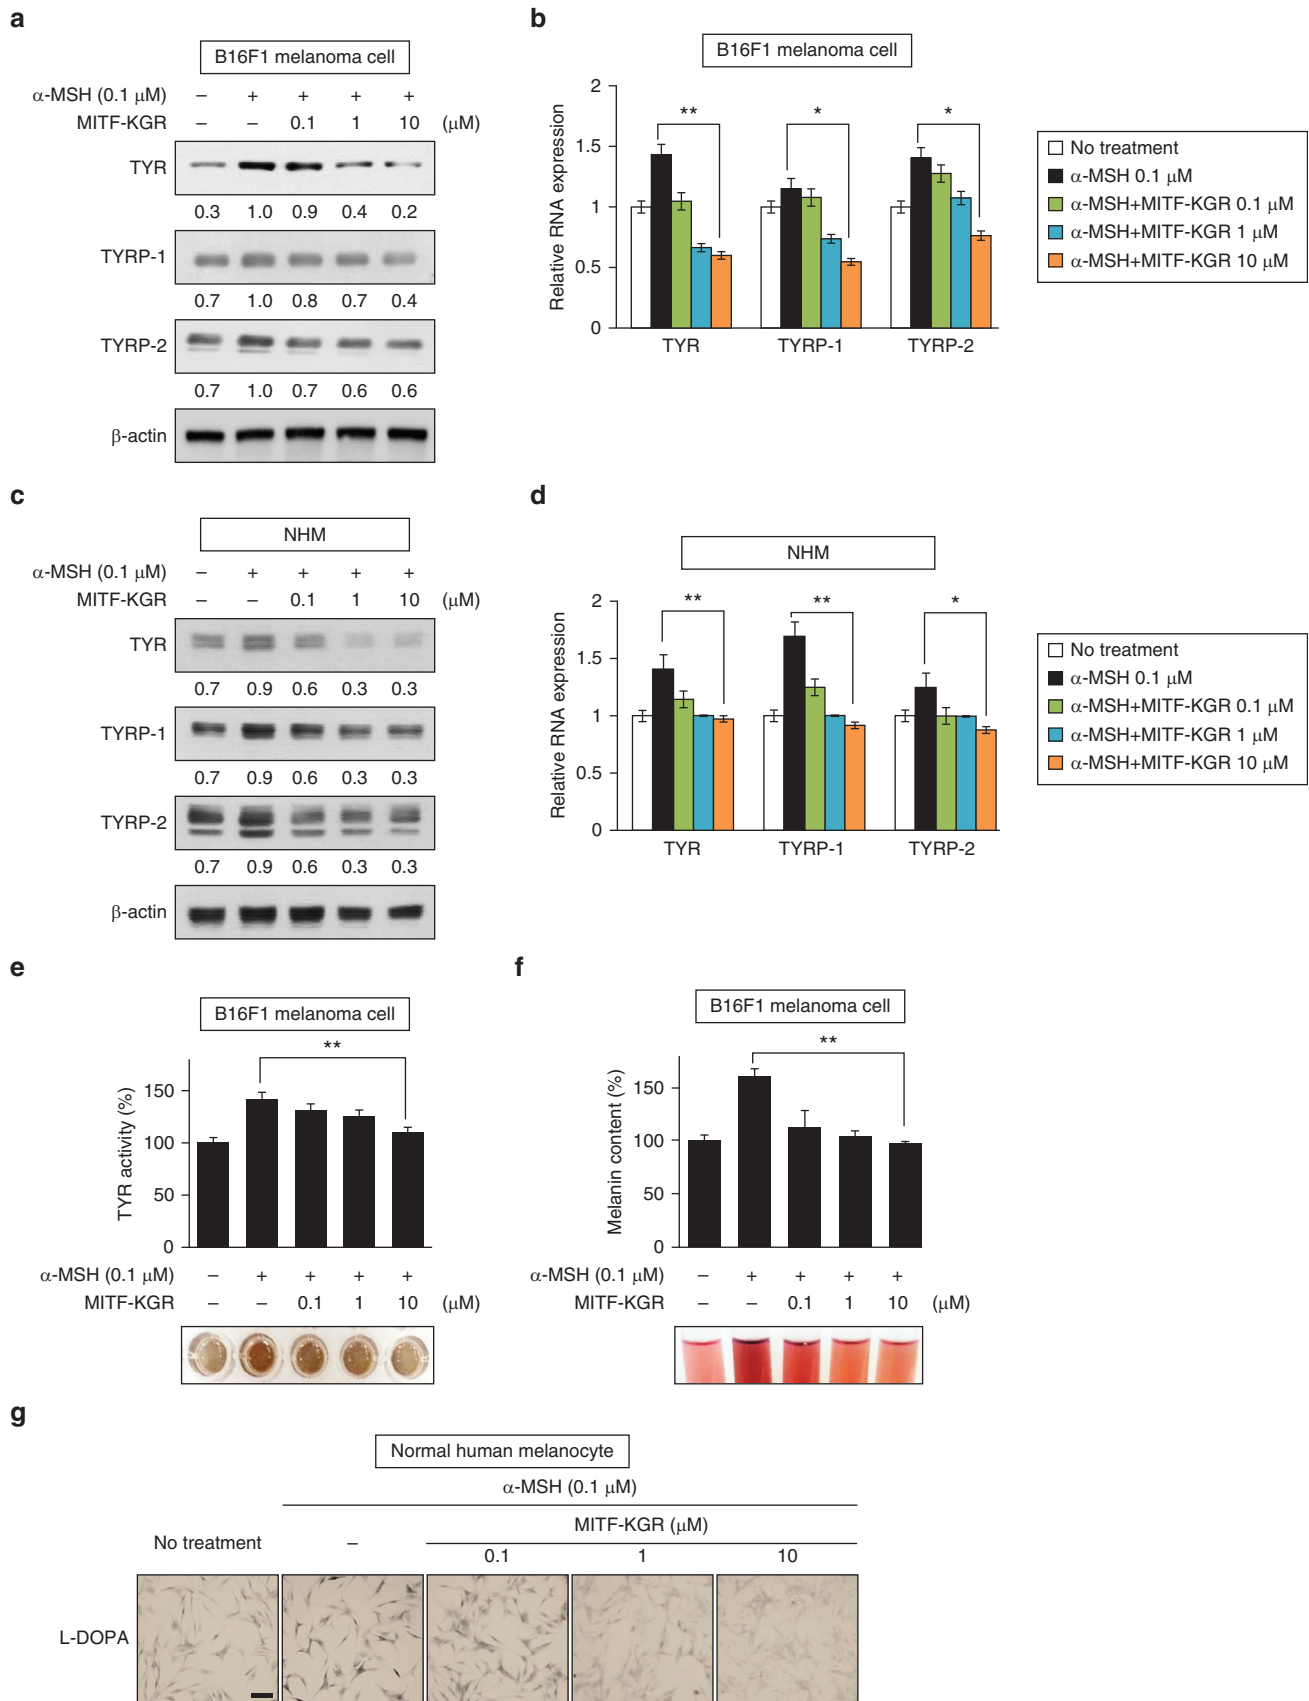 a
B16F1 melanoma cell
α-MSH (0.1 μM) – + + + +
MITF-KGR – – 0.1 1 10 (μM)
TYR
0.3 1.0 0.9 0.4 0.2
TYRP-1
0.7 1.0 0.8 0.7 0.4
TYRP-2
0.7 1.0 0.7 0.6 0.6
β-actin
b
B16F1 melanoma cell
Relative RNA expression
2
1.5
1
0.5
0
** * *
TYR TYRP-1 TYRP-2
No treatment
α-MSH 0.1 μM
α-MSH+MITF-KGR 0.1 μM
α-MSH+MITF-KGR 1 μM
α-MSH+MITF-KGR 10 μM
c
NHM
α-MSH (0.1 μM) – + + + +
MITF-KGR – – 0.1 1 10 (μM)
TYR
0.7 0.9 0.6 0.3 0.3
TYRP-1
0.7 0.9 0.6 0.3 0.3
TYRP-2
0.7 0.9 0.6 0.3 0.3
β-actin
d
NHM
Relative RNA expression
2
1.5
1
0.5
0
** ** *
TYR TYRP-1 TYRP-2
No treatment
α-MSH 0.1 μM
α-MSH+MITF-KGR 0.1 μM
α-MSH+MITF-KGR 1 μM
α-MSH+MITF-KGR 10 μM
e
B16F1 melanoma cell
**
TYR activity (%)
150
100
50
0
α-MSH (0.1 μM) – + + + +
MITF-KGR – – 0.1 1 10 (μM)
f
B16F1 melanoma cell
**
Melanin content (%)
150
100
50
0
α-MSH (0.1 μM) – + + + +
MITF-KGR – – 0.1 1 10 (μM)
g
Normal human melanocyte
α-MSH (0.1 μM)
MITF-KGR (μM)
No treatment – 0.1 1 10
L-DOPA